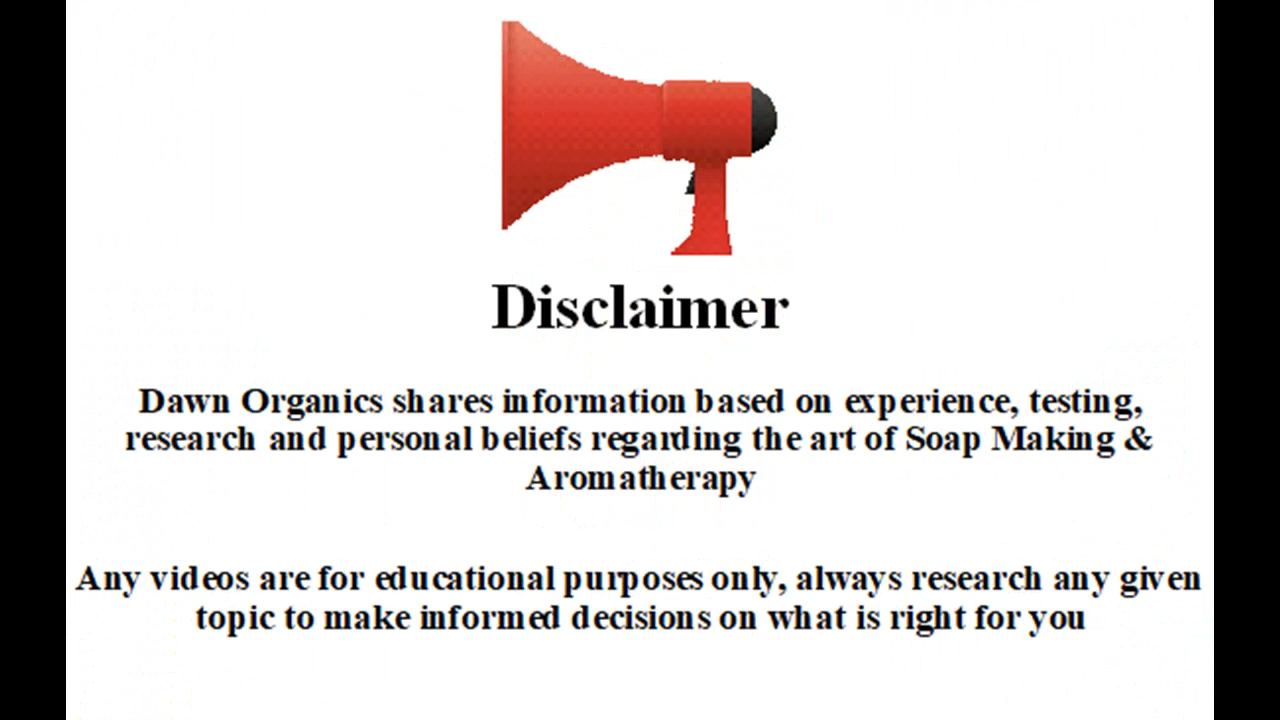 Disclaimer
Dawn Organics shares information based on experience, testing,
research and personal beliefs regarding the art of Soap Making &
Aromatherapy
Any videos are for educational purposes only, always research any given
topic to make informed decisions on what is right for you